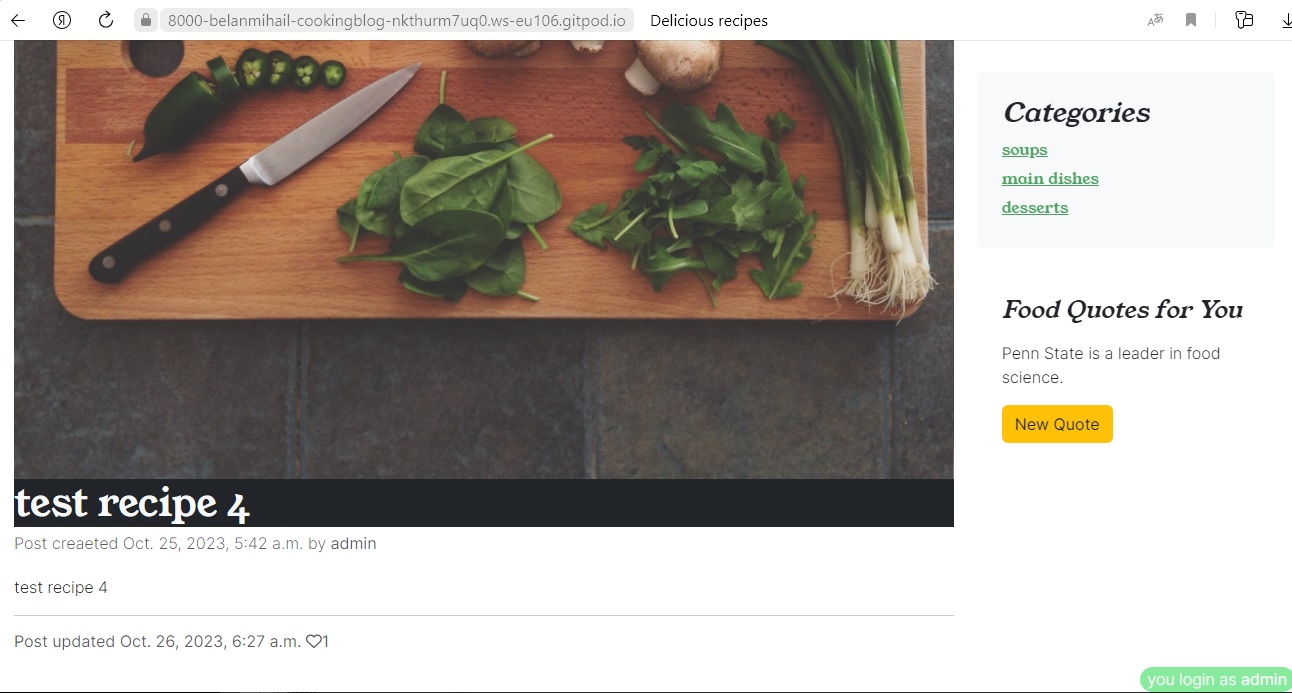 8000-belanmihail-cookingblog-nkthurm7uq0.ws-eu106.gitpod.io Delicious recipes
Categories
soups
main dishes
desserts
Food Quotes for You
Penn State is a leader in food
science.
New Quote
test recipe 4
Post creaeted Oct. 25, 2023, 5:42 a.m. by admin
test recipe 4
Post updated Oct. 26, 2023, 6:27 a.m. 1
you login as admin